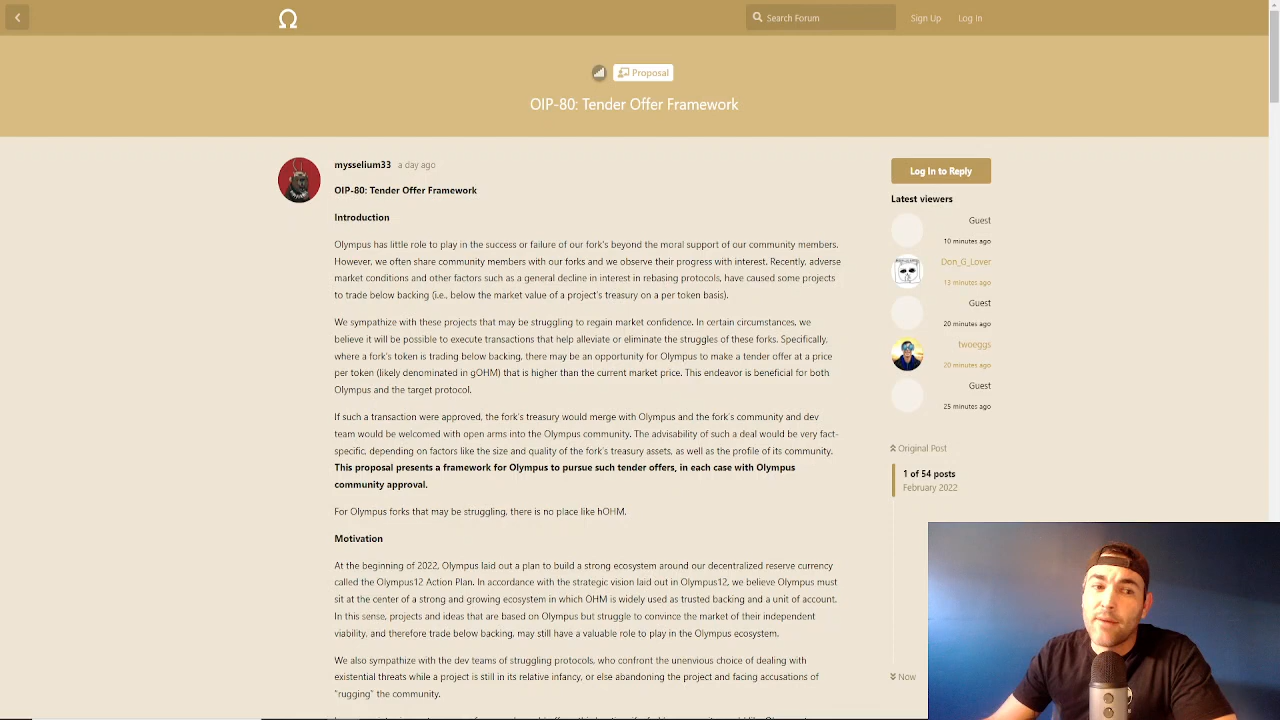 Ω
Search Forum
Sign Up
Log In
Proposal
OIP-80: Tender Offer Framework
mysselium33 a day ago
OIP-80: Tender Offer Framework
Introduction
Olympus has little role to play in the success or failure of our fork's beyond the moral support of our community members.
However, we often share community members with our forks and we observe their progress with interest. Recently, adverse
market conditions and other factors such as a general decline in interest in rebasing protocols, have caused some projects
to trade below backing (i.e., below the market value of a project's treasury on a per token basis).
We sympathize with these projects that may be struggling to regain market confidence. In certain circumstances, we
believe it will be possible to execute transactions that help alleviate or eliminate the struggles of these forks. Specifically,
where a fork's token is trading below backing, there may be an opportunity for Olympus to make a tender offer at a price
per token (likely denominated in gOHM) that is higher than the current market price. This endeavor is beneficial for both
Olympus and the target protocol.
If such a transaction were approved, the fork's treasury would merge with Olympus and the fork's community and dev
team would be welcomed with open arms into the Olympus community. The advisability of such a deal would be very fact-
specific, depending on factors like the size and quality of the fork's treasury assets, as well as the profile of its community.
This proposal presents a framework for Olympus to pursue such tender offers, in each case with Olympus
community approval.
For Olympus forks that may be struggling, there is no place like hOHM.
Motivation
At the beginning of 2022, Olympus laid out a plan to build a strong ecosystem around our decentralized reserve currency
called the Olympus12 Action Plan. In accordance with the strategic vision laid out in Olympus12, we believe Olympus must
sit at the center of a strong and growing ecosystem in which OHM is widely used as trusted backing and a unit of account.
In this sense, projects and ideas that are based on Olympus but struggle to convince the market of their independent
viability, and therefore trade below backing, may still have a valuable role to play in the Olympus ecosystem.
We also sympathize with the dev teams of struggling protocols, who confront the unenvious choice of dealing with
existential threats while a project is still in its relative infancy, or else abandoning the project and facing accusations of
"rugging" the community.
Log In to Reply
Latest viewers
Guest
10 minutes ago
Don_G_Lover
13 minutes ago
Guest
20 minutes ago
twoeggs
20 minutes ago
Guest
25 minutes ago
Original Post
1 of 54 posts
February 2022
Now